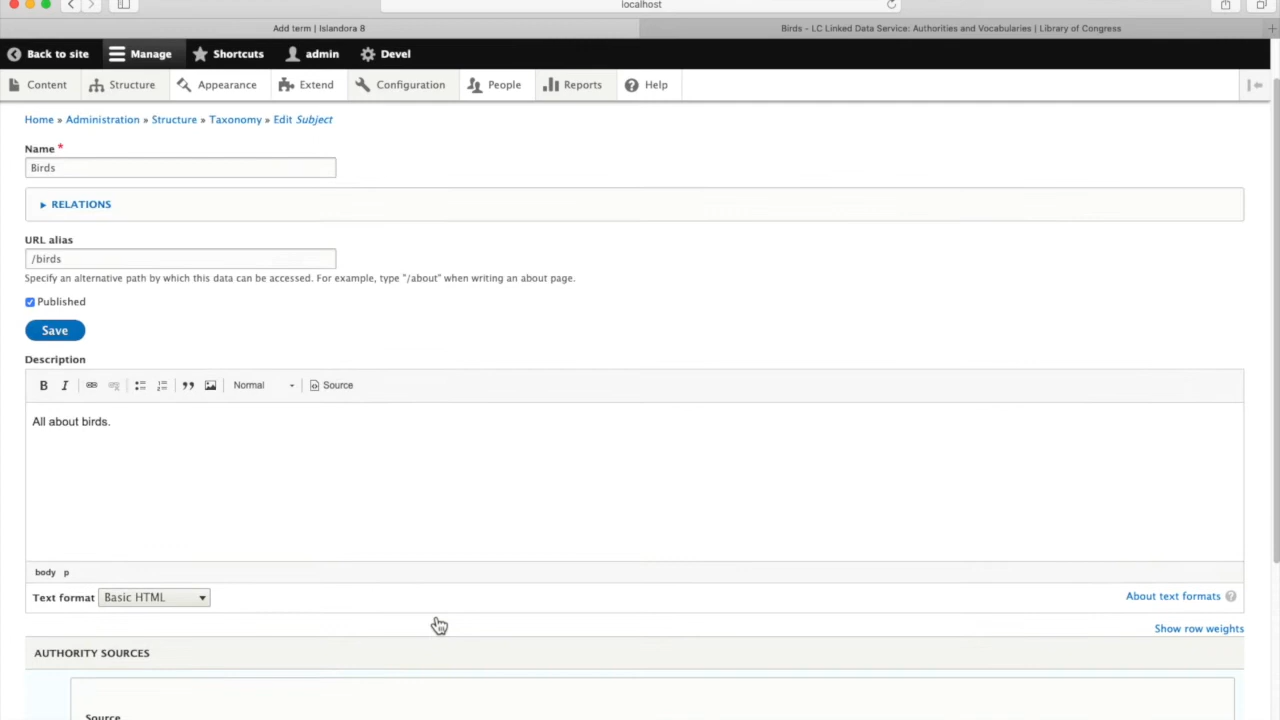 localhost
Add term | Islandora 8
Birds - LC Linked Data Service: Authorities and Vocabularies | Library of Congress
Back to site Manage Shortcuts admin Devel
Content Structure Appearance Extend Configuration People Reports Help
Home » Administration » Structure » Taxonomy » Edit Subject
Name *
Birds
RELATIONS
URL alias
/birds
Specify an alternative path by which this data can be accessed. For example, type "/about" when writing an about page.
Published
Save
Description
B I Normal Source
All about birds.
body p
Text format Basic HTML About text formats
Show row weights
AUTHORITY SOURCES
Source